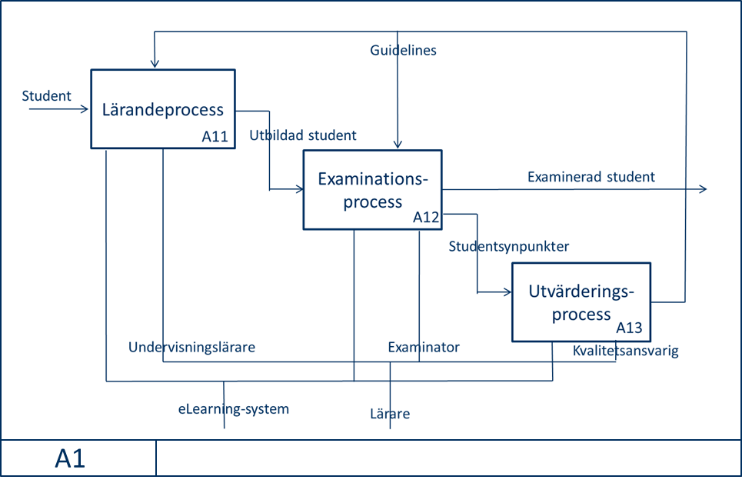 Guidelines
Student
Lärandeprocess
A11
Utbildad student
Examinations-
process
A12
Examinerad student
Studentsynpunkter
Utvärderings-
process
A13
Undervisningslärare
Examinator
Kvalitetsansvarig
eLearning-system
Lärare
A1